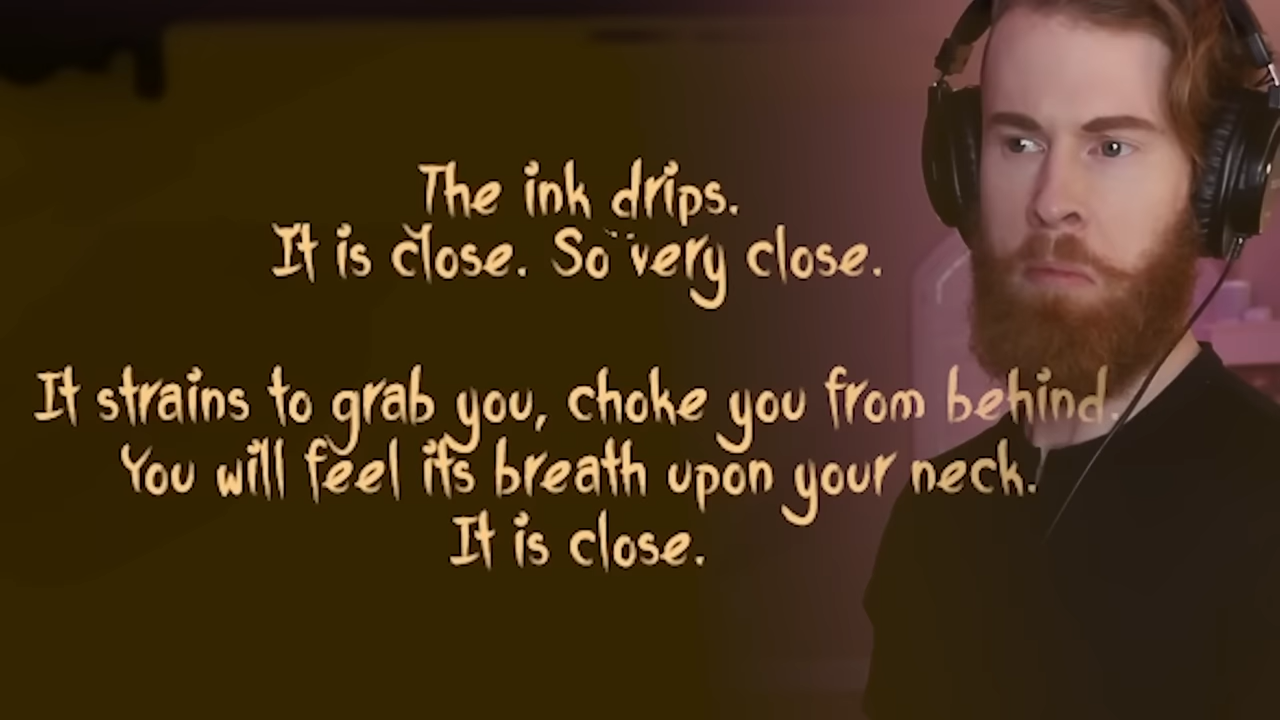 The ink drips.
It is close. So very close.
It strains to grab you, choke you from behind.
You will feel its breath upon your neck.
It is close.